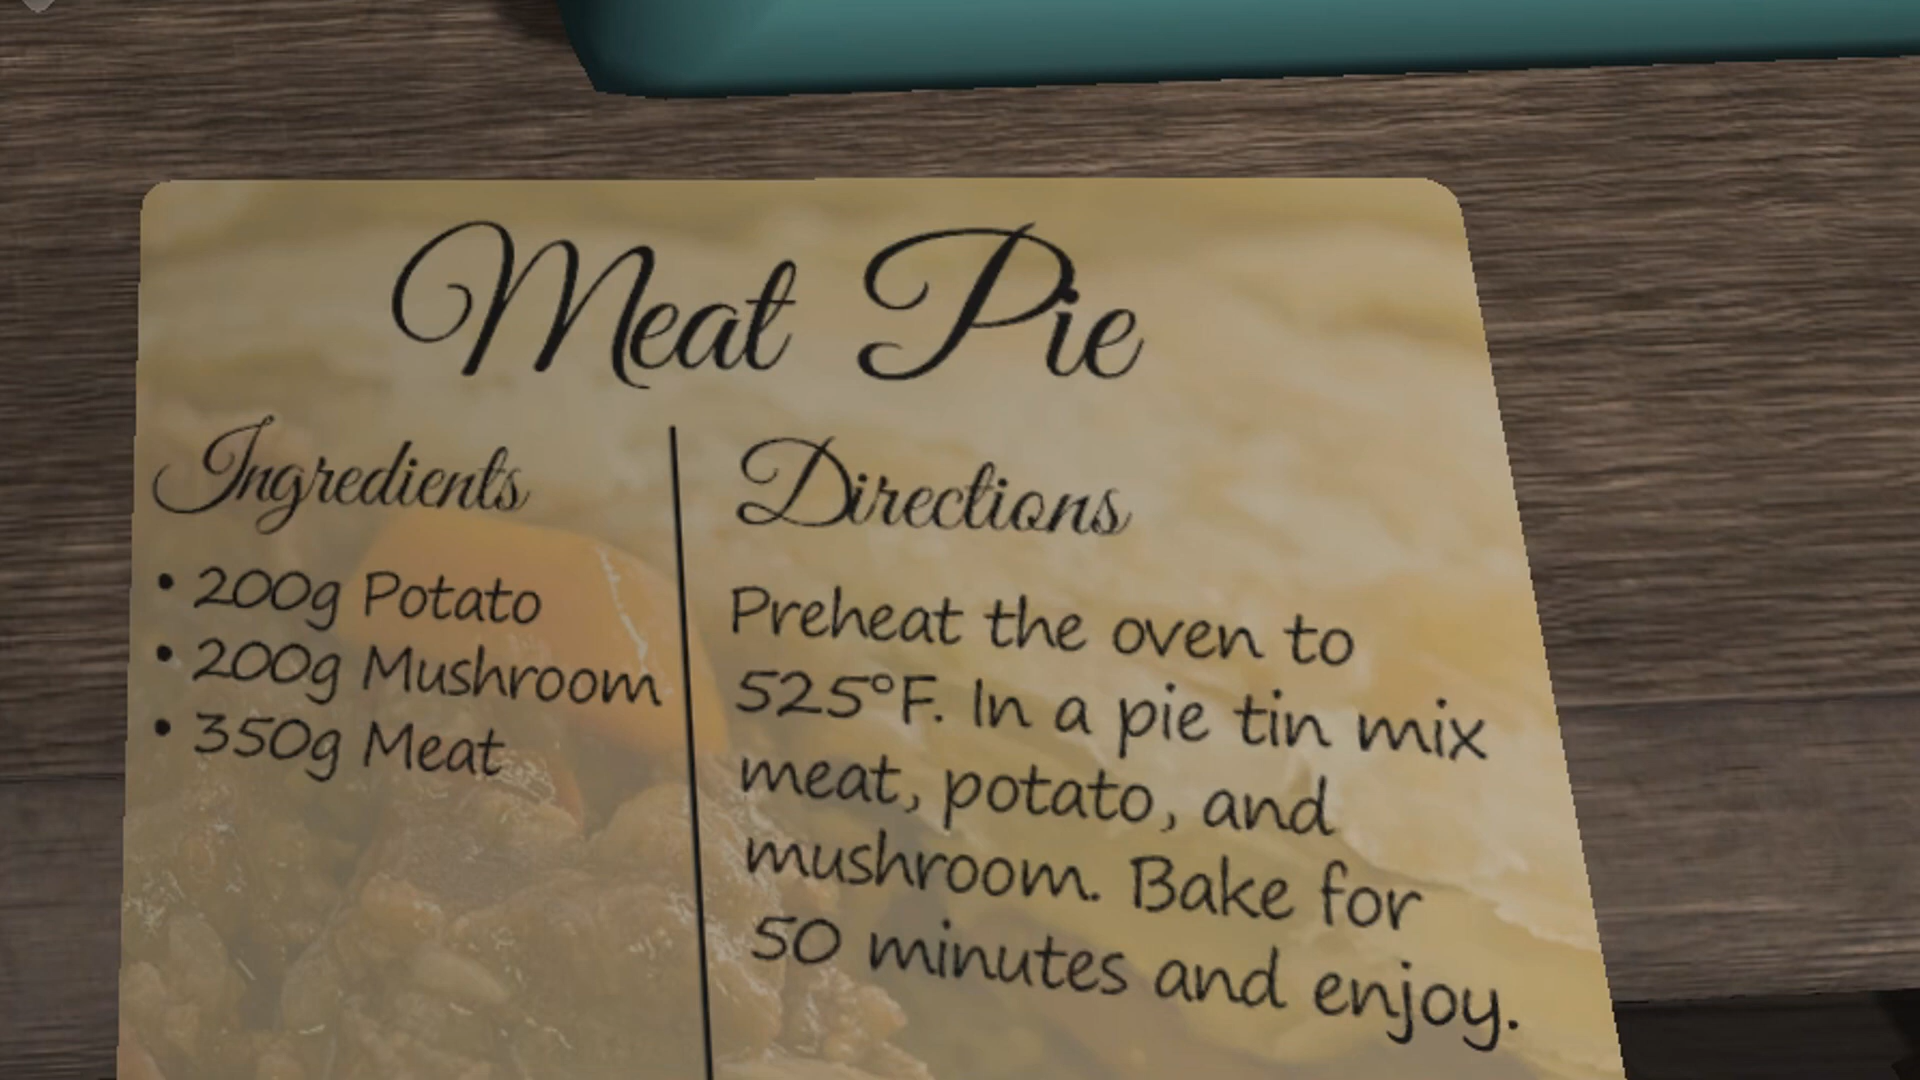 Meat Pie
Ingredients
• 200g Potato
• 200g Mushroom
• 350g Meat
Directions
Preheat the oven to
525°F. In a pie tin mix
meat, potato, and
mushroom. Bake for
50 minutes and enjoy.